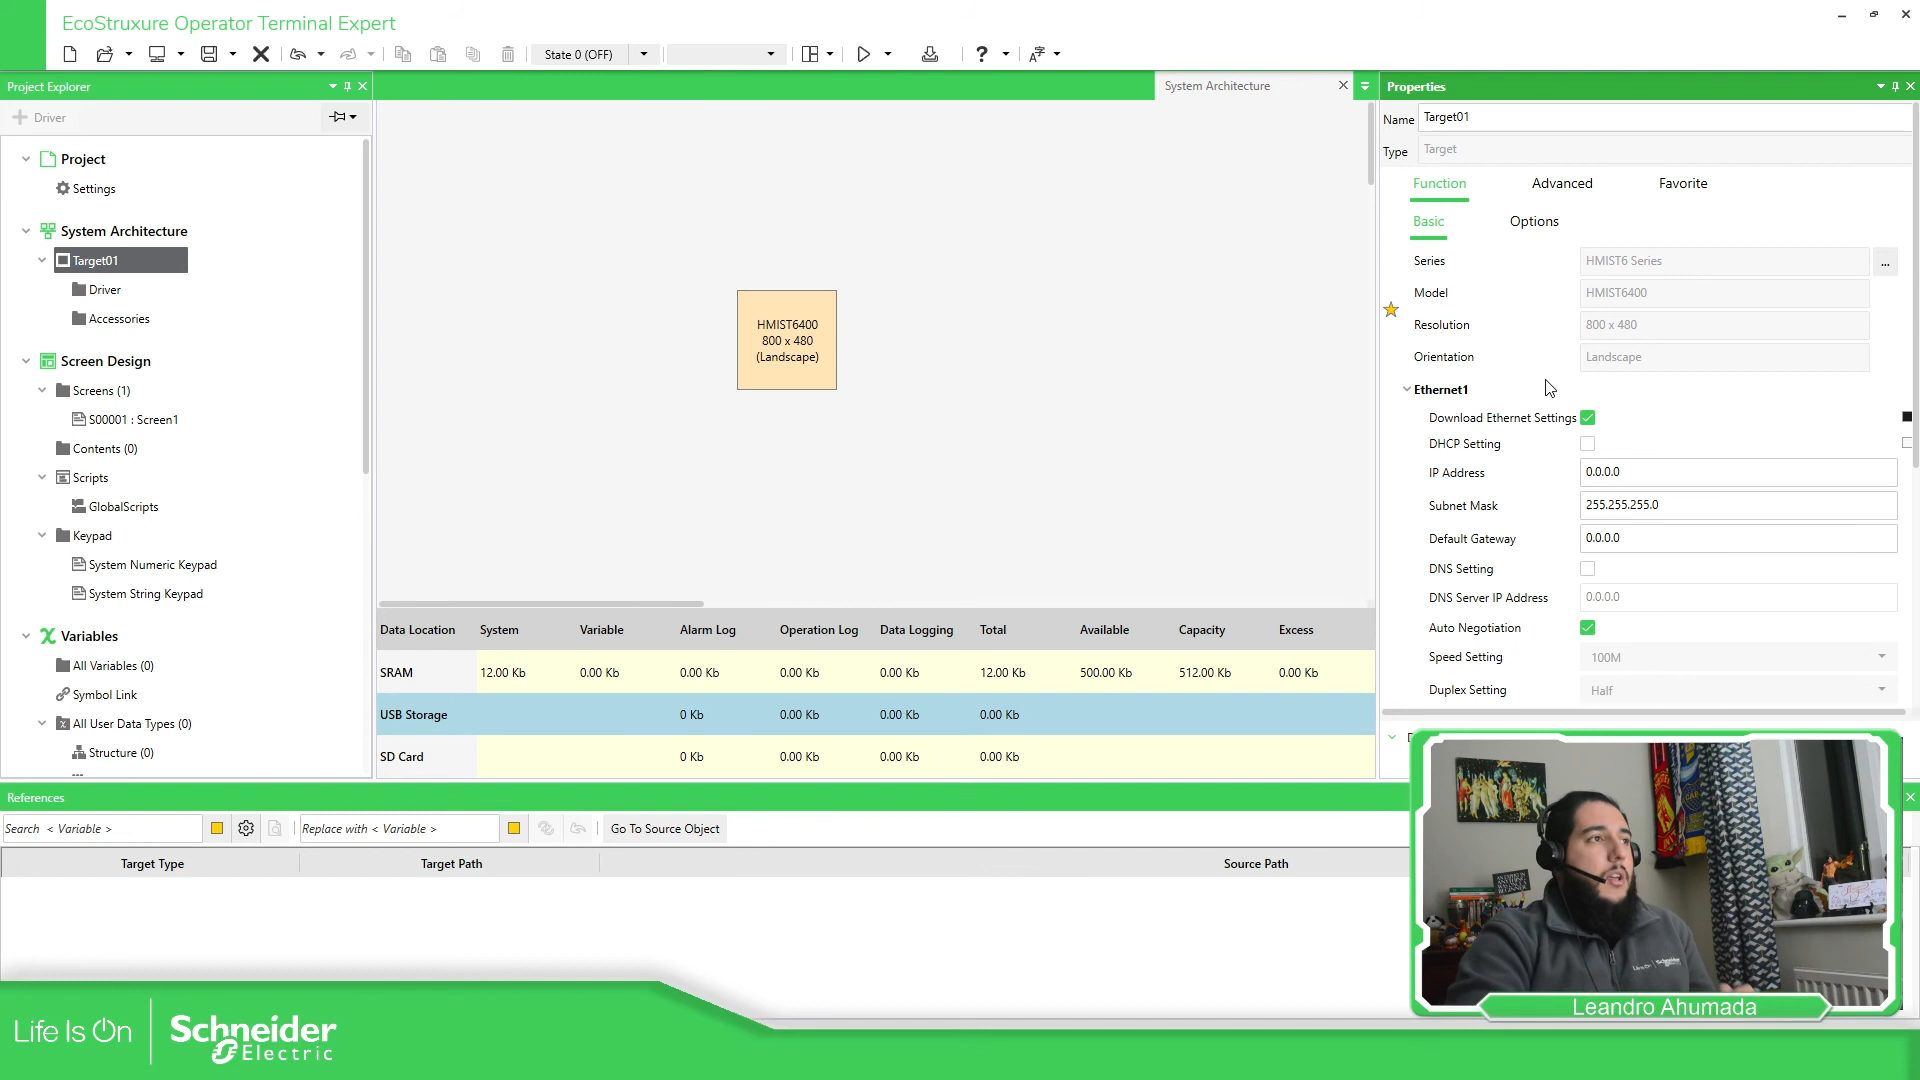 EcoStruxure Operator Terminal Expert
State 0 (OFF)
Project Explorer
Driver
Project
Settings
System Architecture
Target01
Driver
Accessories
Screen Design
Screens (1)
S00001 : Screen1
Contents (0)
Scripts
GlobalScripts
Keypad
System Numeric Keypad
System String Keypad
Variables
All Variables (0)
Symbol Link
All User Data Types (0)
Structure (0)
System Architecture
HMIST6400
800 x 480
(Landscape)
Data Location System Variable Alarm Log Operation Log Data Logging Total Available Capacity Excess
SRAM 12.00 Kb 0.00 Kb 0.00 Kb 0.00 Kb 0.00 Kb 12.00 Kb 500.00 Kb 512.00 Kb 0.00 Kb
USB Storage 0 Kb 0.00 Kb 0.00 Kb 0.00 Kb
SD Card 0 Kb 0.00 Kb 0.00 Kb 0.00 Kb
Properties
Name Target01
Type Target
Function Advanced Favorite
Basic Options
Series HMIST6 Series ...
Model HMIST6400
Resolution 800 x 480
Orientation Landscape
Ethernet1
Download Ethernet Settings
DHCP Setting
IP Address 0.0.0.0
Subnet Mask 255.255.255.0
Default Gateway 0.0.0.0
DNS Setting
DNS Server IP Address 0.0.0.0
Auto Negotiation
Speed Setting 100M
Duplex Setting Half
References
Search < Variable > Replace with < Variable > Go To Source Object
Target Type Target Path Source Path
Leandro Ahumada
Life Is On Schneider
Electric